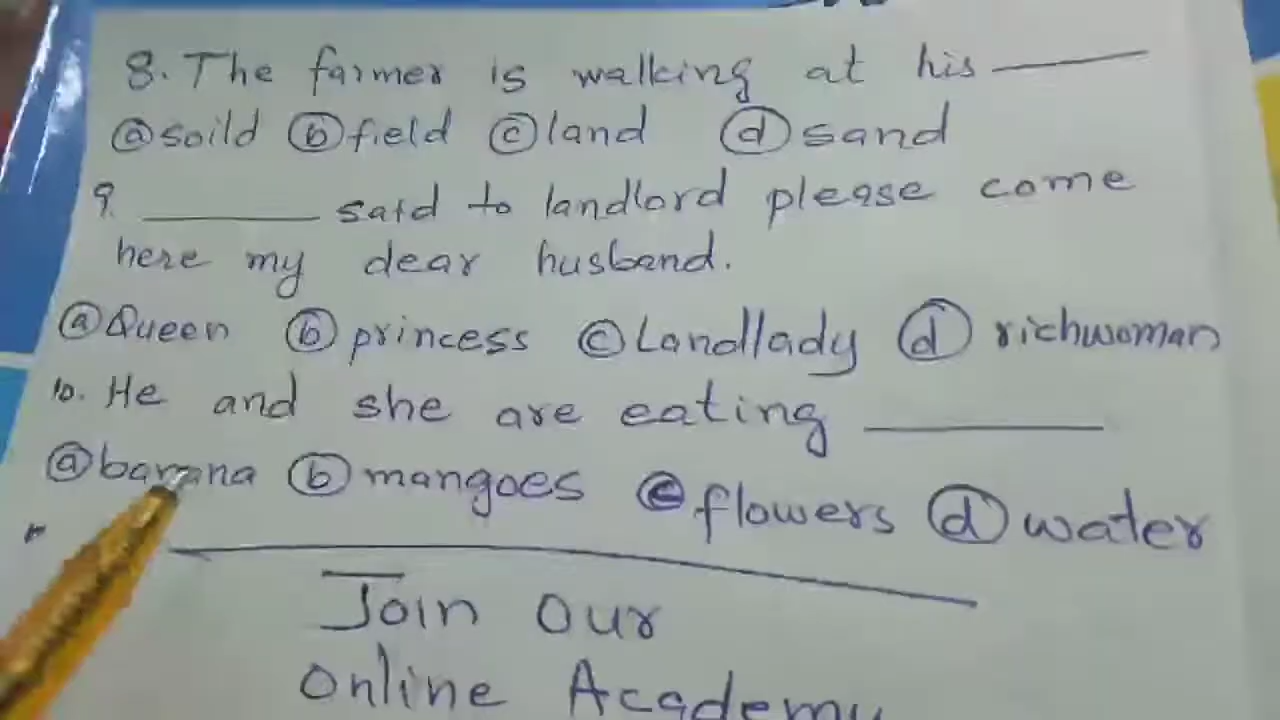 8. The farmer is walking at his ______
ⓐ soild ⓑ field ⓒ land ⓓ sand
9. ______ said to landlord please come
here my dear husband.
ⓐ Queen ⓑ princess ⓒ Landlady ⓓ richwoman
10. He and she are eating ______
ⓐ banana ⓑ mangoes ⓒ flowers ⓓ water
Join Our
Online Academy